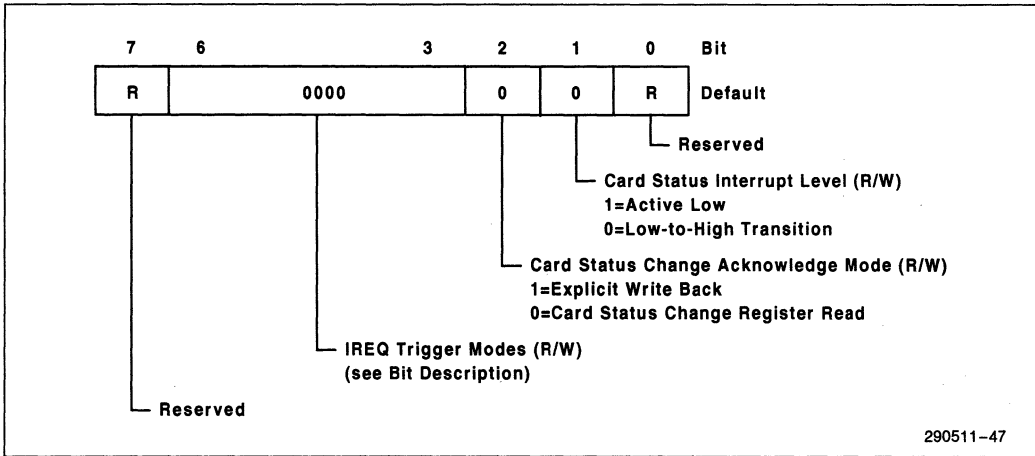 7 6 3 2 1 0 Bit
R 0000 0 0 R Default
Reserved
Card Status Interrupt Level (R/W)
1=Active Low
0=Low-to-High Transition
Card Status Change Acknowledge Mode (R/W)
1=Explicit Write Back
0=Card Status Change Register Read
IREQ Trigger Modes (R/W)
(see Bit Description)
Reserved
290511-47